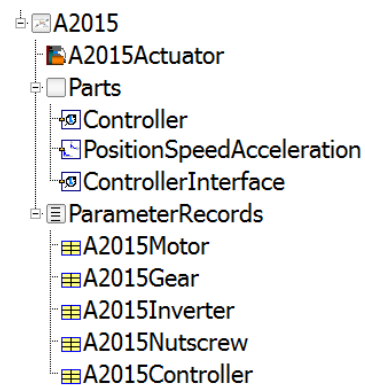 A2015
A2015Actuator
Parts
Controller
PositionSpeedAcceleration
ControllerInterface
ParameterRecords
A2015Motor
A2015Gear
A2015Inverter
A2015Nutscrew
A2015Controller